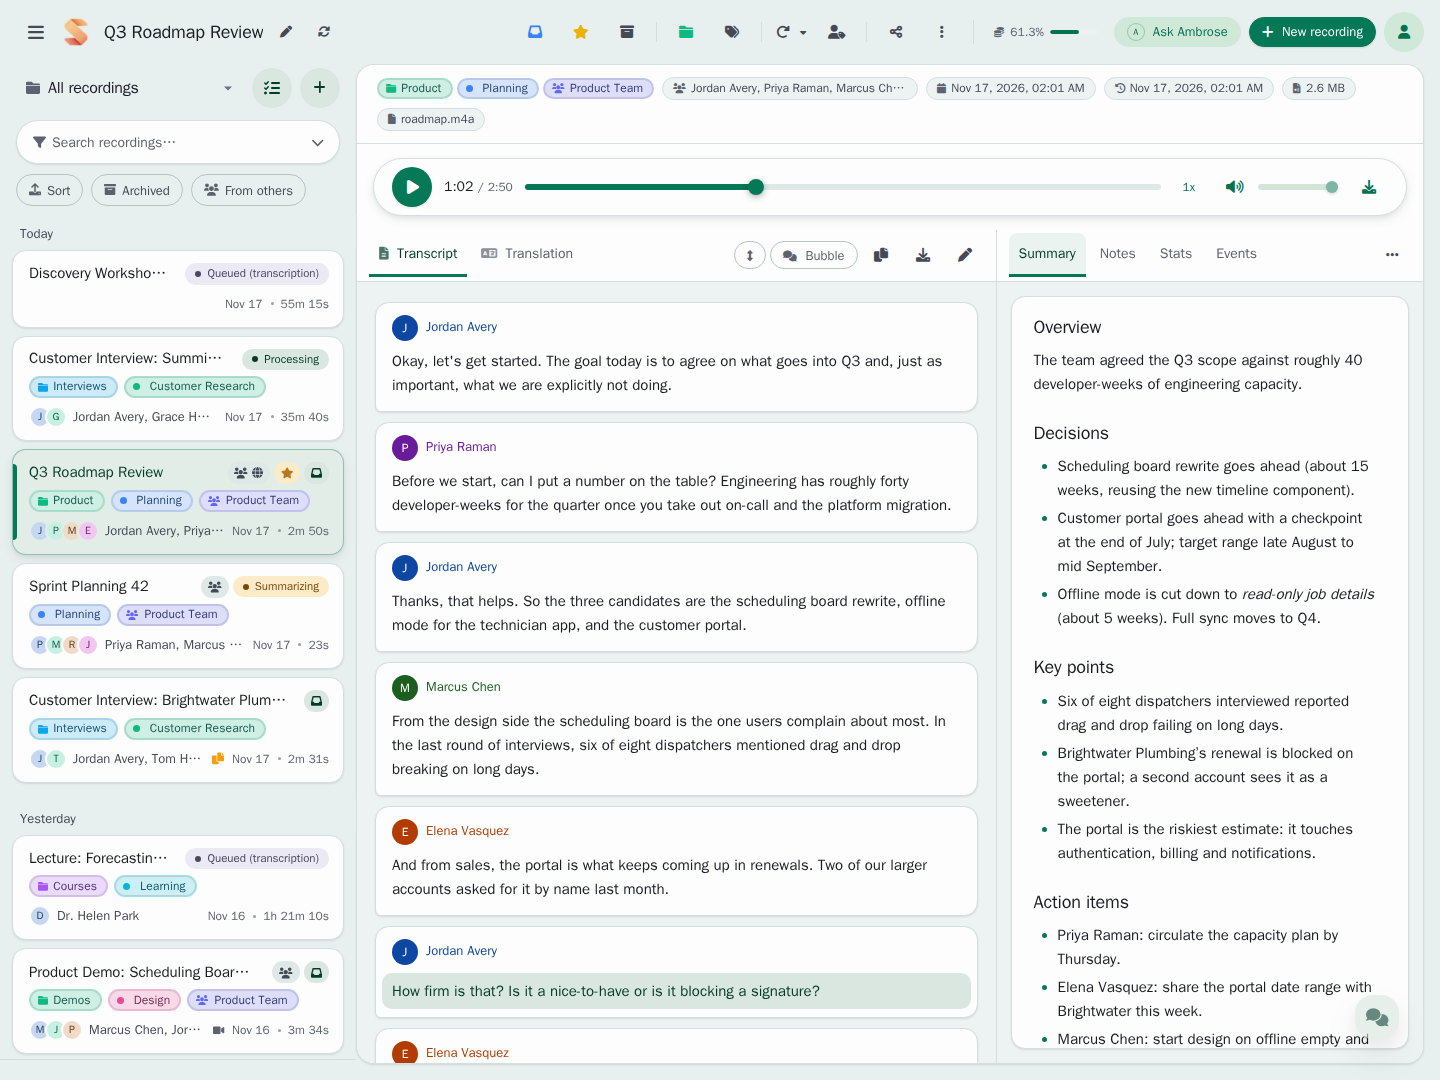 Q3 Roadmap Review
61.3%
A Ask Ambrose
New recording
All recordings
Search recordings···
Sort
Archived
From others
Today
Discovery Worksho···
Queued (transcription)
Nov 17 • 55m 15s
Customer Interview: Summi···
Processing
Interviews
Customer Research
J G Jordan Avery, Grace H··· Nov 17 • 35m 40s
Q3 Roadmap Review
Product
Planning
Product Team
J P M E Jordan Avery, Priya··· Nov 17 • 2m 50s
Sprint Planning 42
Summarizing
Planning
Product Team
P M R J Priya Raman, Marcus ··· Nov 17 • 23s
Customer Interview: Brightwater Plum···
Interviews
Customer Research
J T Jordan Avery, Tom H··· Nov 17 • 2m 31s
Yesterday
Lecture: Forecastin···
Queued (transcription)
Courses
Learning
D Dr. Helen Park Nov 16 • 1h 21m 10s
Product Demo: Scheduling Boar···
Demos
Design
Product Team
M J P Marcus Chen, Jor··· Nov 16 • 3m 34s
Product
Planning
Product Team
Jordan Avery, Priya Raman, Marcus Ch···
Nov 17, 2026, 02:01 AM
Nov 17, 2026, 02:01 AM
2.6 MB
roadmap.m4a
1:02 / 2:50
1x
Transcript
Translation
Bubble
J Jordan Avery
Okay, let's get started. The goal today is to agree on what goes into Q3 and, just as
important, what we are explicitly not doing.
P Priya Raman
Before we start, can I put a number on the table? Engineering has roughly forty
developer-weeks for the quarter once you take out on-call and the platform migration.
J Jordan Avery
Thanks, that helps. So the three candidates are the scheduling board rewrite, offline
mode for the technician app, and the customer portal.
M Marcus Chen
From the design side the scheduling board is the one users complain about most. In
the last round of interviews, six of eight dispatchers mentioned drag and drop
breaking on long days.
E Elena Vasquez
And from sales, the portal is what keeps coming up in renewals. Two of our larger
accounts asked for it by name last month.
J Jordan Avery
How firm is that? Is it a nice-to-have or is it blocking a signature?
E Elena Vasquez
Summary
Notes
Stats
Events
Overview
The team agreed the Q3 scope against roughly 40
developer-weeks of engineering capacity.
Decisions
• Scheduling board rewrite goes ahead (about 15
weeks, reusing the new timeline component).
• Customer portal goes ahead with a checkpoint
at the end of July; target range late August to
mid September.
• Offline mode is cut down to read-only job details
(about 5 weeks). Full sync moves to Q4.
Key points
• Six of eight dispatchers interviewed reported
drag and drop failing on long days.
• Brightwater Plumbing's renewal is blocked on
the portal; a second account sees it as a
sweetener.
• The portal is the riskiest estimate: it touches
authentication, billing and notifications.
Action items
• Priya Raman: circulate the capacity plan by
Thursday.
• Elena Vasquez: share the portal date range with
Brightwater this week.
• Marcus Chen: start design on offline empty and